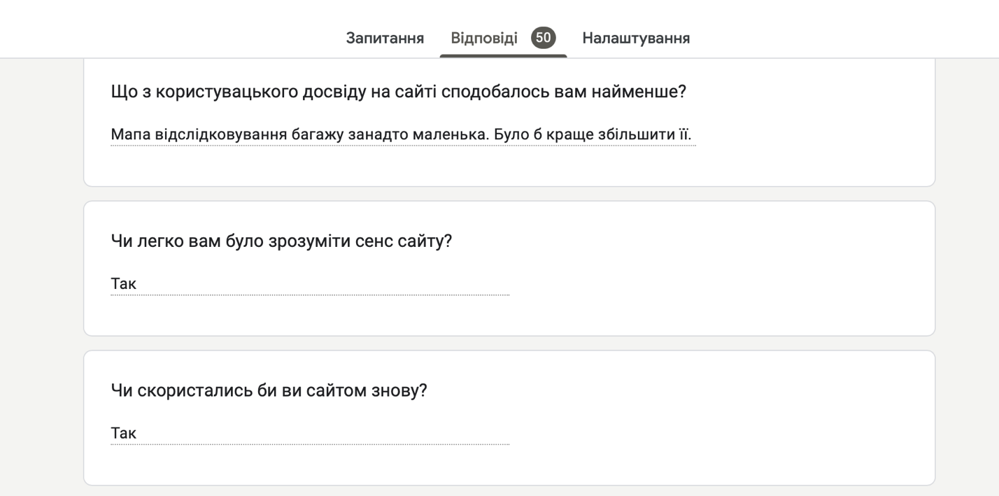 Запитання
Відповіді 50
Налаштування
Що з користувацького досвіду на сайті сподобалось вам найменше?
Мапа відслідковування багажу занадто маленька. Було б краще збільшити її.
Чи легко вам було зрозуміти сенс сайту?
Так
Чи скористались би ви сайтом знову?
Так